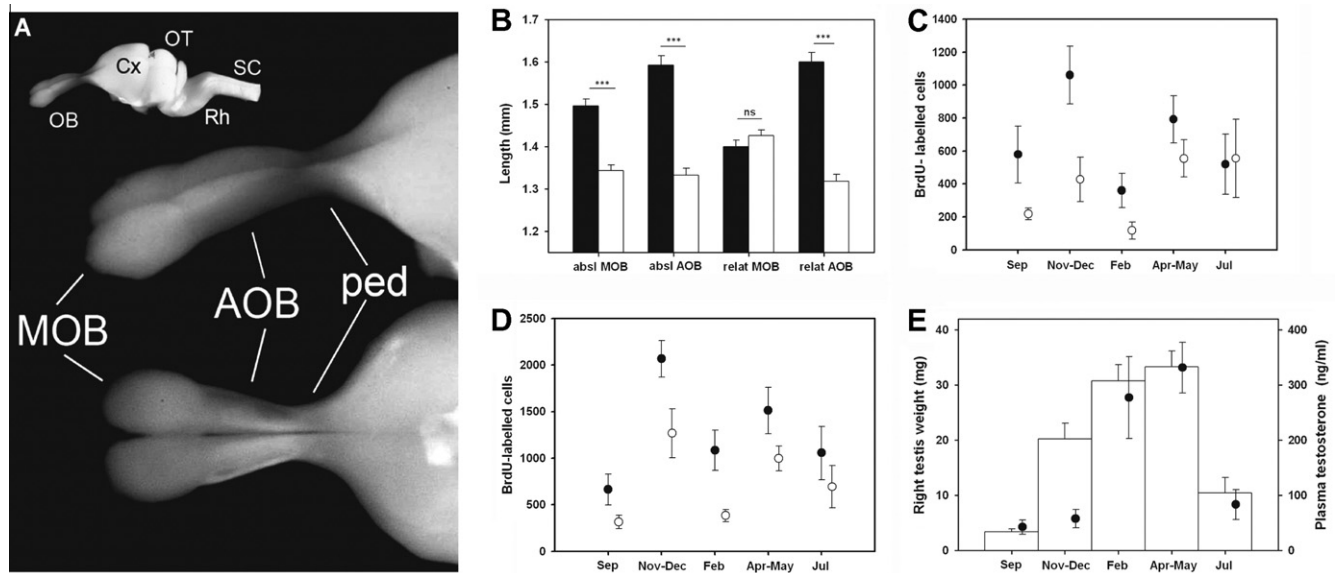 A
OT
Cx
SC
OB
Rh
MOB
AOB
ped
B
Length (mm)
1.7
1.6
1.5
1.4
1.3
1.2
***
***
ns
***
absl MOB absl AOB relat MOB relat AOB
C
BrdU- labelled cells
1400
1200
1000
800
600
400
200
0
Sep Nov-Dec Feb Apr-May Jul
D
BrdU-labelled cells
2500
2000
1500
1000
500
0
Sep Nov-Dec Feb Apr-May Jul
E
Right testis weight (mg)
40
30
20
10
0
Sep Nov-Dec Feb Apr-May Jul
400
300
200
100
0
Plasma testosterone (ng/ml)